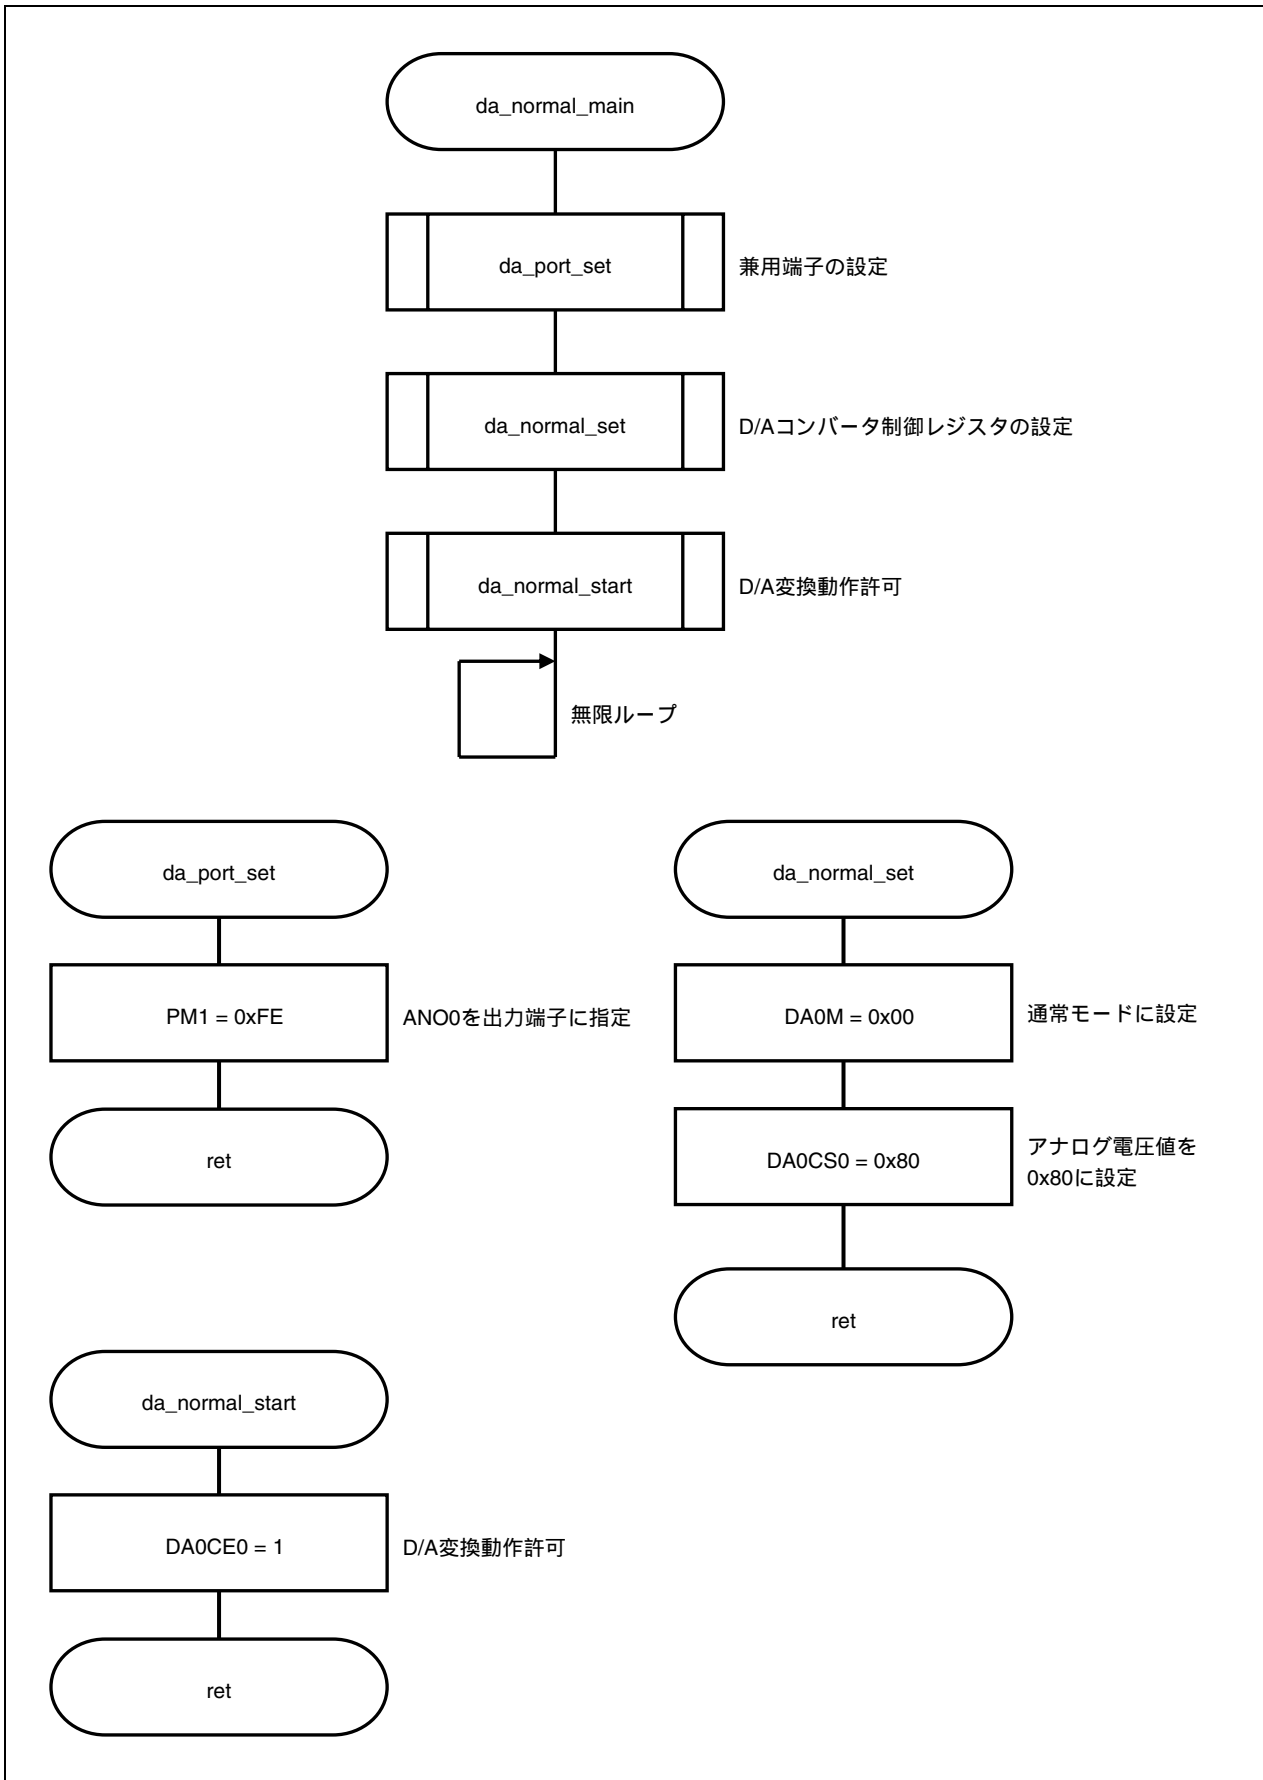 da_normal_main
da_port_set
兼用端子の設定
da_normal_set
D/Aコンバータ制御レジスタの設定
da_normal_start
D/A変換動作許可
無限ループ
da_port_set
PM1 = 0xFE
ANO0を出力端子に指定
ret
da_normal_set
DA0M = 0x00
通常モードに設定
DA0CS0 = 0x80
アナログ電圧値を
0x80に設定
ret
da_normal_start
DA0CE0 = 1
D/A変換動作許可
ret